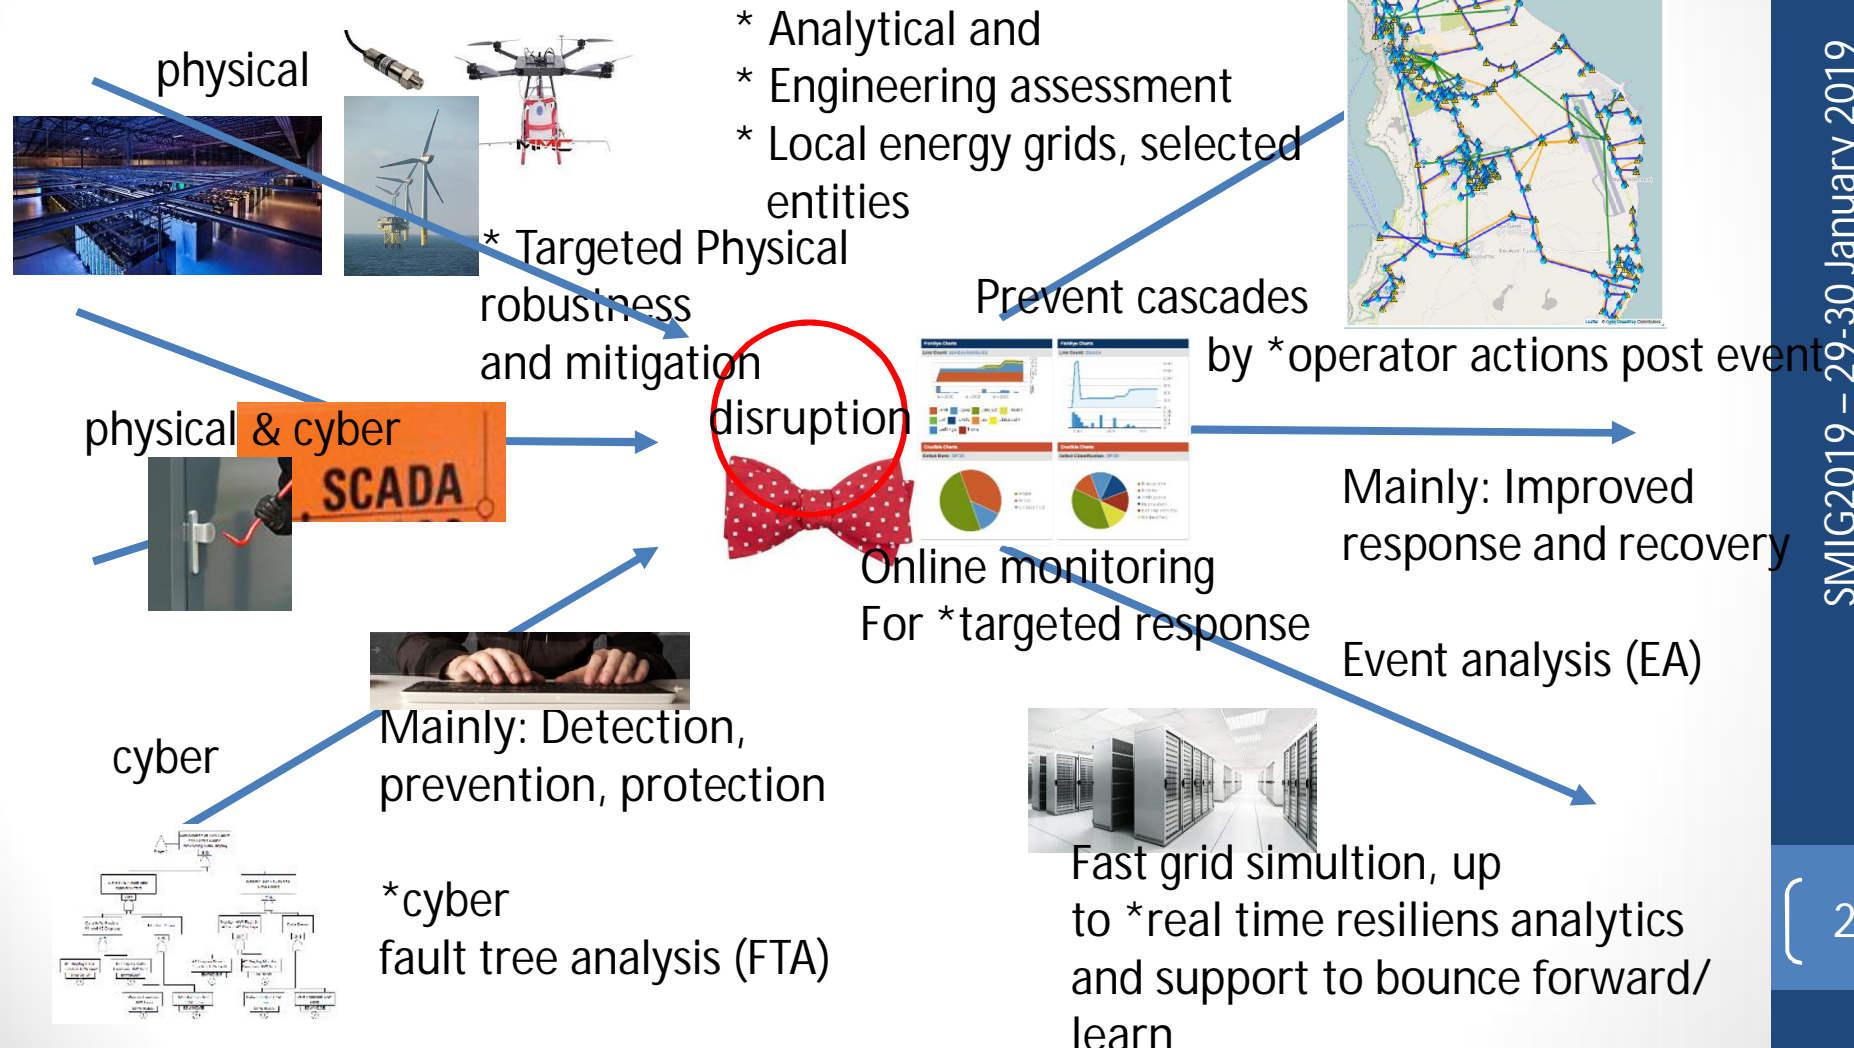 * Analytical and
* Engineering assessment
* Local energy grids, selected
entities
physical
* Targeted Physical
robustness
and mitigation
Prevent cascades
by *operator actions post event
disruption
physical & cyber
SCADA
Mainly: Improved
response and recovery
Online monitoring
For *targeted response
Event analysis (EA)
Mainly: Detection,
prevention, protection
cyber
*cyber
fault tree analysis (FTA)
Fast grid simultion, up
to *real time resiliens analytics
and support to bounce forward/
learn
SMIG2019 – 29-30 January 2019
2